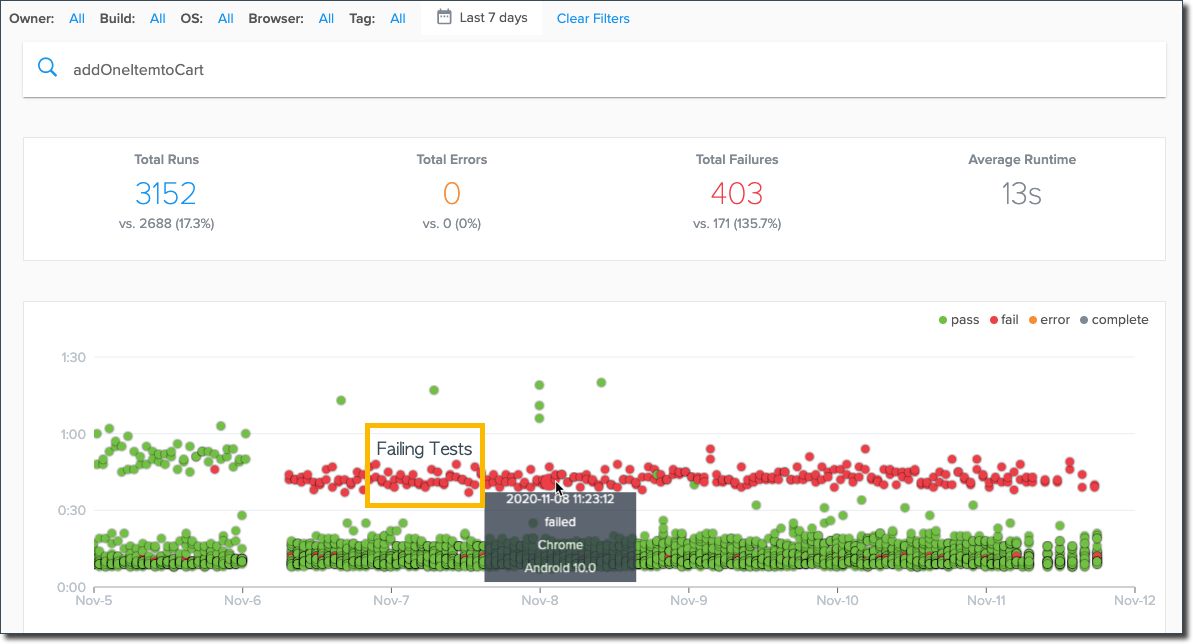 Owner: All Build: All OS: All Browser: All Tag: All Last 7 days Clear Filters
addOneItemtoCart
Total Runs Total Errors Total Failures Average Runtime
3152 0 403 13s
vs. 2688 (17.3%) vs. 0 (0%) vs. 171 (135.7%)
pass fail error complete
1:30
1:00
Failing Tests
0:30
2020-11-08 11:23:12
failed
Chrome
Android 10.0
0:00
Nov-5 Nov-6 Nov-7 Nov-8 Nov-9 Nov-10 Nov-11 Nov-12